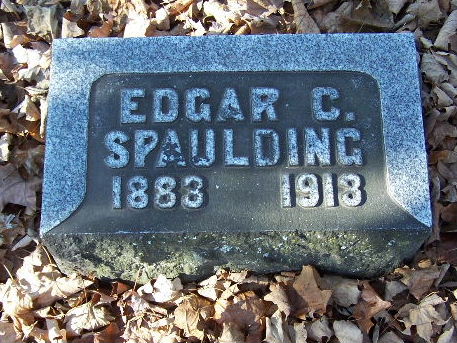 EDGAR C.
SPAULDING
1883 1913